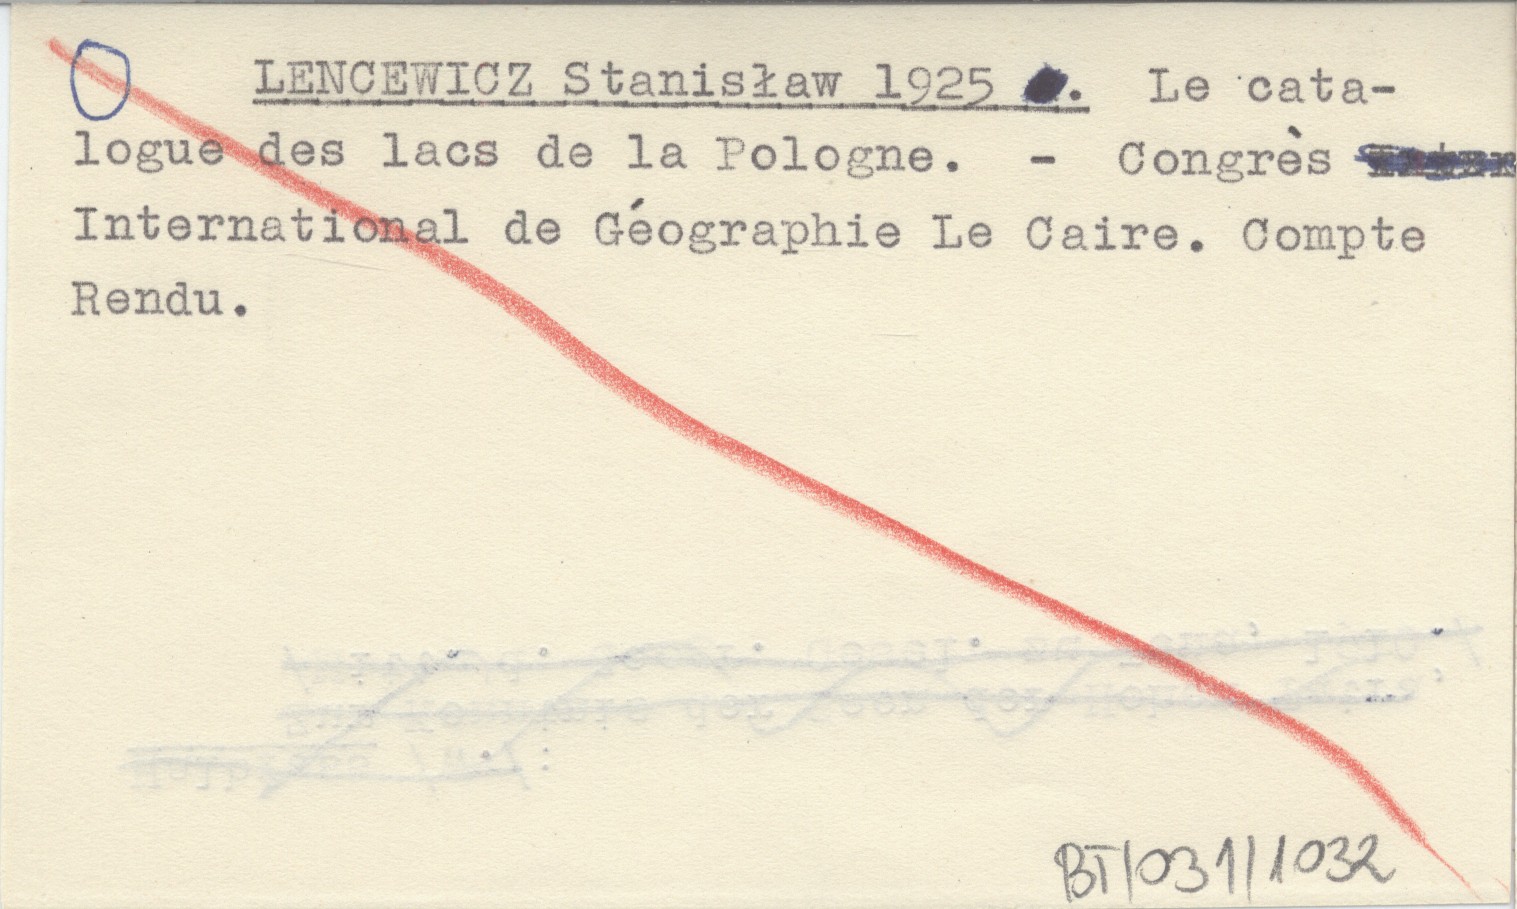 LENCEWICZ Stanisław 1925 . Le cata-
logue des lacs de la Pologne. - Congrès
International de Géographie Le Caire. Compte
Rendu.
BT/031/1032